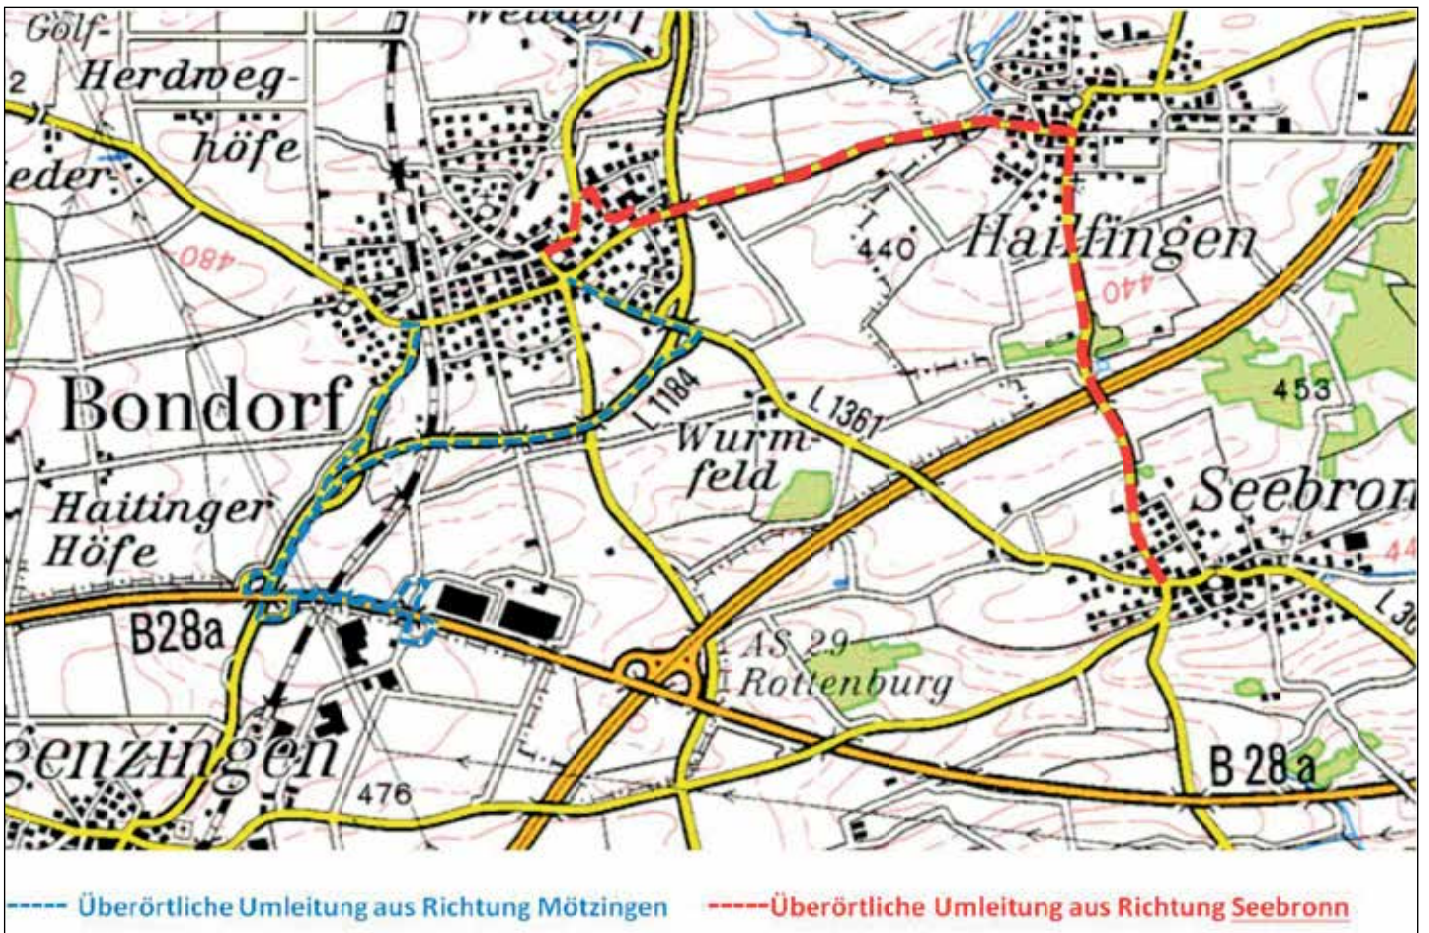 Golf-
2
Herdweg-
höfe
eder
480
Bondorf
440
Hailfingen
440
453
L 1184
L 1361
Wurm-
feld
Seebron
Haitinger
Höfe
B28a
AS 29
Rottenburg
genzingen
476
B 28 a
Überörtliche Umleitung aus Richtung Mötzingen
Überörtliche Umleitung aus Richtung Seebronn